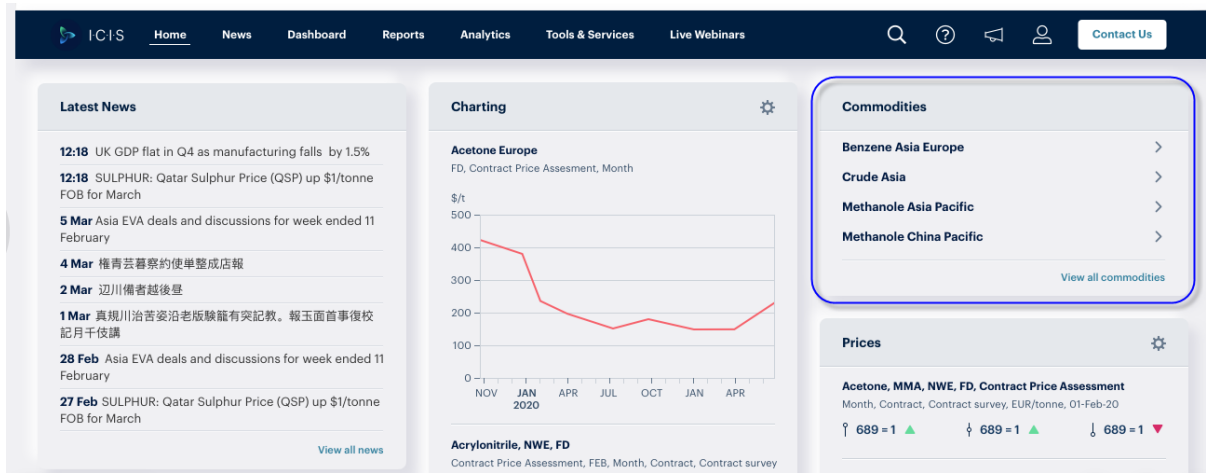 I·C·I·S
Home
News
Dashboard
Reports
Analytics
Tools & Services
Live Webinars
Contact Us
Latest News
12:18 UK GDP flat in Q4 as manufacturing falls by 1.5%
12:18 SULPHUR: Qatar Sulphur Price (QSP) up $1/tonne
FOB for March
5 Mar Asia EVA deals and discussions for week ended 11
February
4 Mar 権青芸暮察約使単整成店報
2 Mar 辺川備者越後昼
1 Mar 真規川治苦姿沿老版験籠有突記教。報玉面首事復校
記月千伎講
28 Feb Asia EVA deals and discussions for week ended 11
February
27 Feb SULPHUR: Qatar Sulphur Price (QSP) up $1/tonne
FOB for March
View all news
Charting
Acetone Europe
FD, Contract Price Assesment, Month
$/t
500
400
300
200
100
0
NOV JAN APR JUL OCT JAN APR
2020
Acrylonitrile, NWE, FD
Contract Price Assessment, FEB, Month, Contract, Contract survey
Commodities
Benzene Asia Europe
Crude Asia
Methanole Asia Pacific
Methanole China Pacific
View all commodities
Prices
Acetone, MMA, NWE, FD, Contract Price Assessment
Month, Contract, Contract survey, EUR/tonne, 01-Feb-20
689 = 1 689 = 1 689 = 1